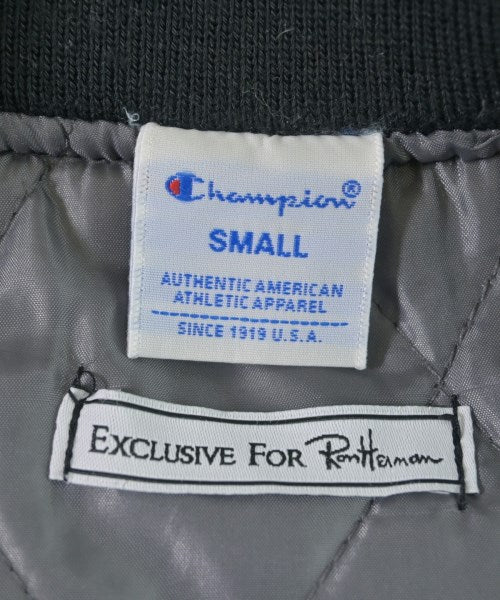 Champion®
SMALL
AUTHENTIC AMERICAN
ATHLETIC APPAREL
SINCE 1919 U.S.A.
EXCLUSIVE FOR RonHerman